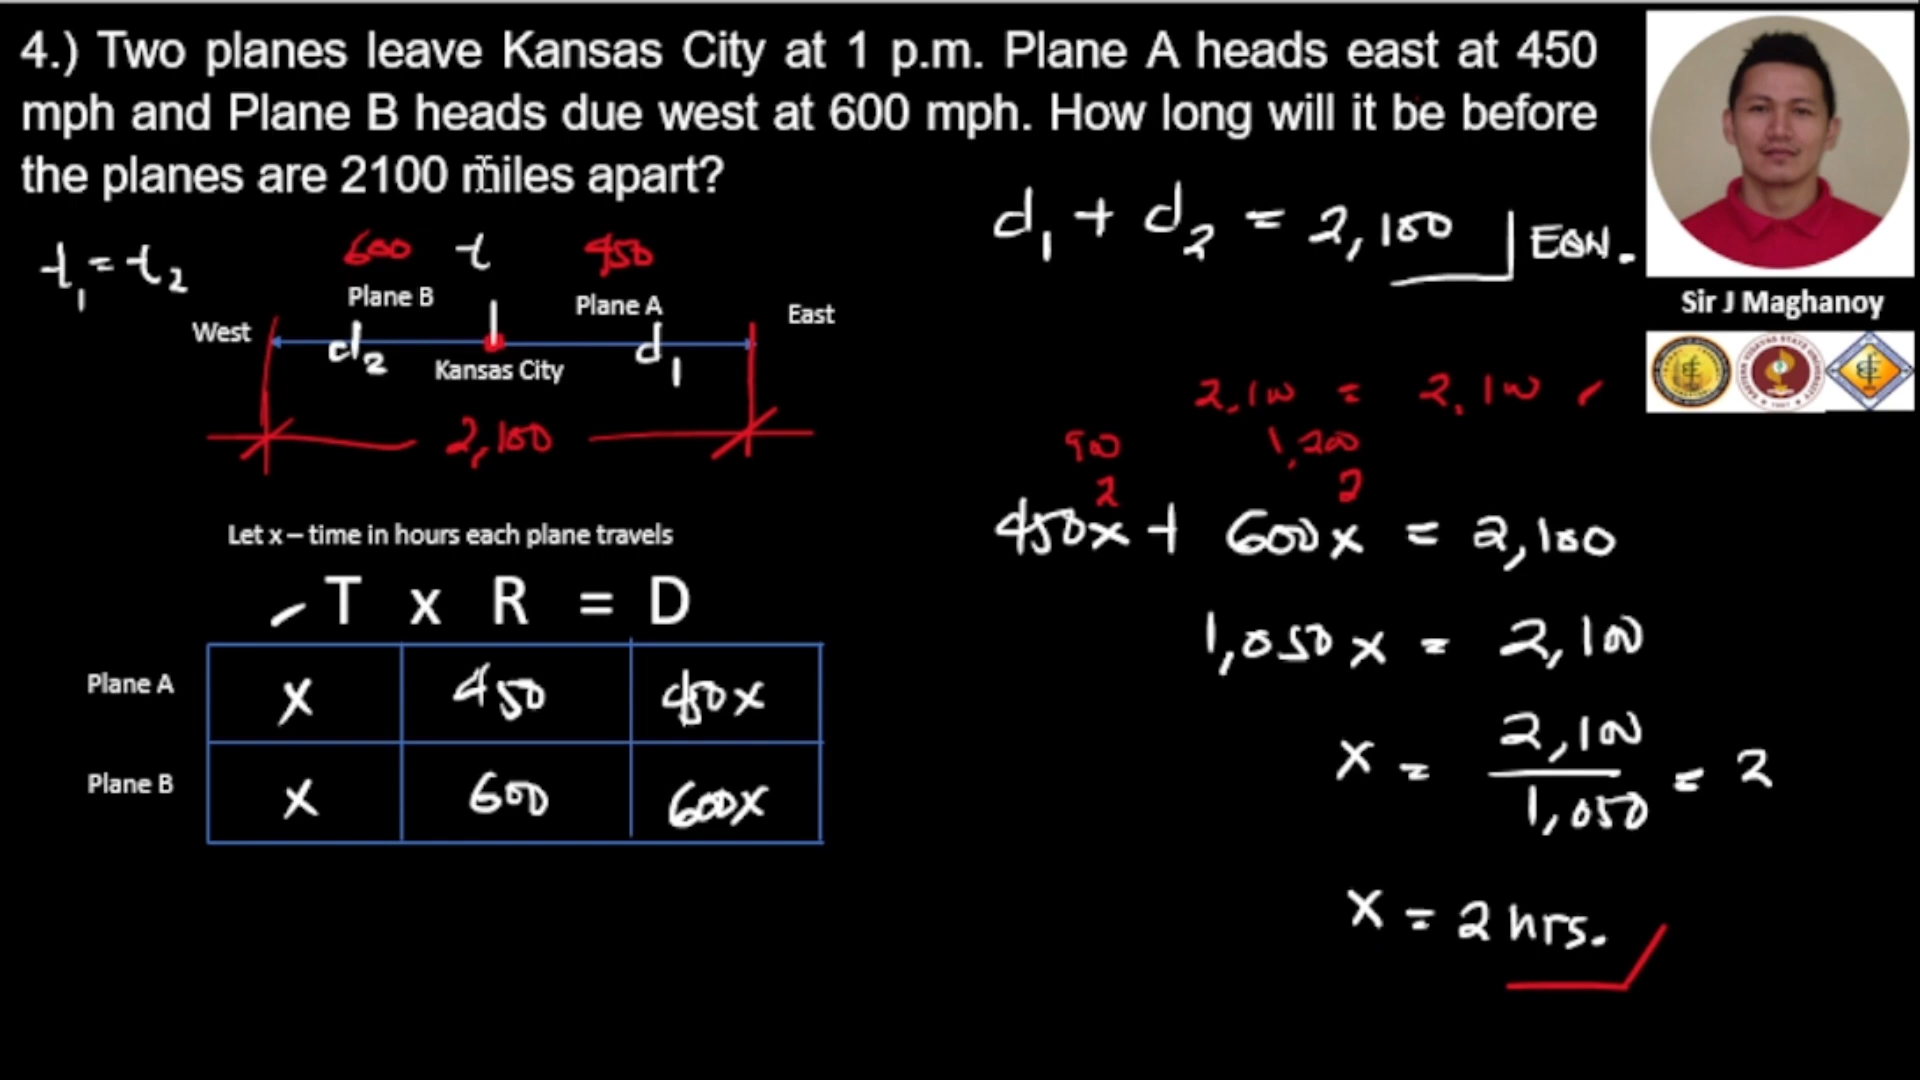 4.) Two planes leave Kansas City at 1 p.m. Plane A heads east at 450
mph and Plane B heads due west at 600 mph. How long will it be before
the planes are 2100 miles apart?
Sir J Maghanoy
d₁ + d₂ = 2,100 EQN.
t₁ = t₂
600 t 450
Plane B Plane A
West East
d₂ d₁
Kansas City
2,100
2,100 = 2,100
900 1,200
2 2
450x + 600x = 2,100
Let x – time in hours each plane travels
T x R = D
Plane A x 450 450x
Plane B x 600 600x
1,050x = 2,100
x = 2,100 / 1,050 = 2
x = 2 hrs.